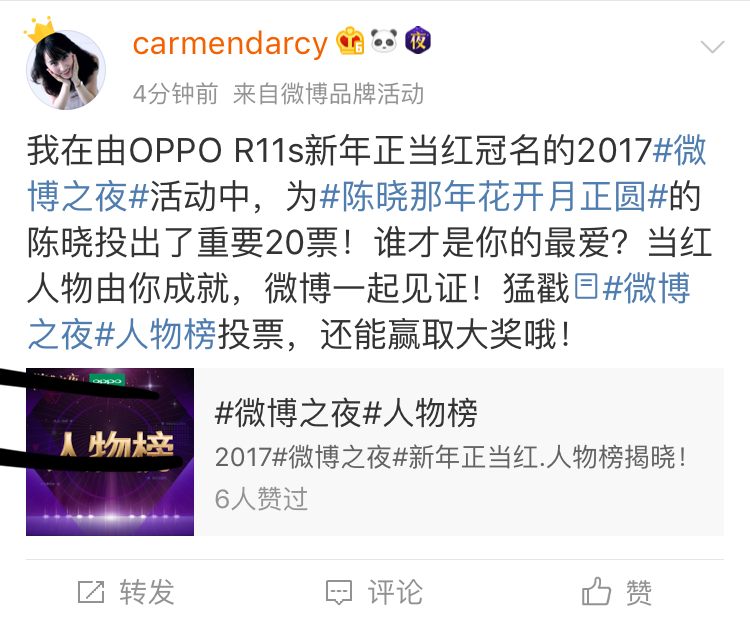 carmendarcy
4分钟前 来自微博品牌活动
我在由OPPO R11s新年正当红冠名的2017#微
博之夜#活动中，为#陈晓那年花开月正圆#的
陈晓投出了重要20票！谁才是你的最爱？当红
人物由你成就，微博一起见证！猛戳#微博
之夜#人物榜投票，还能赢取大奖哦！
oppo
人物榜
#微博之夜#人物榜
2017#微博之夜#新年正当红.人物榜揭晓！
6人赞过
转发
评论
赞